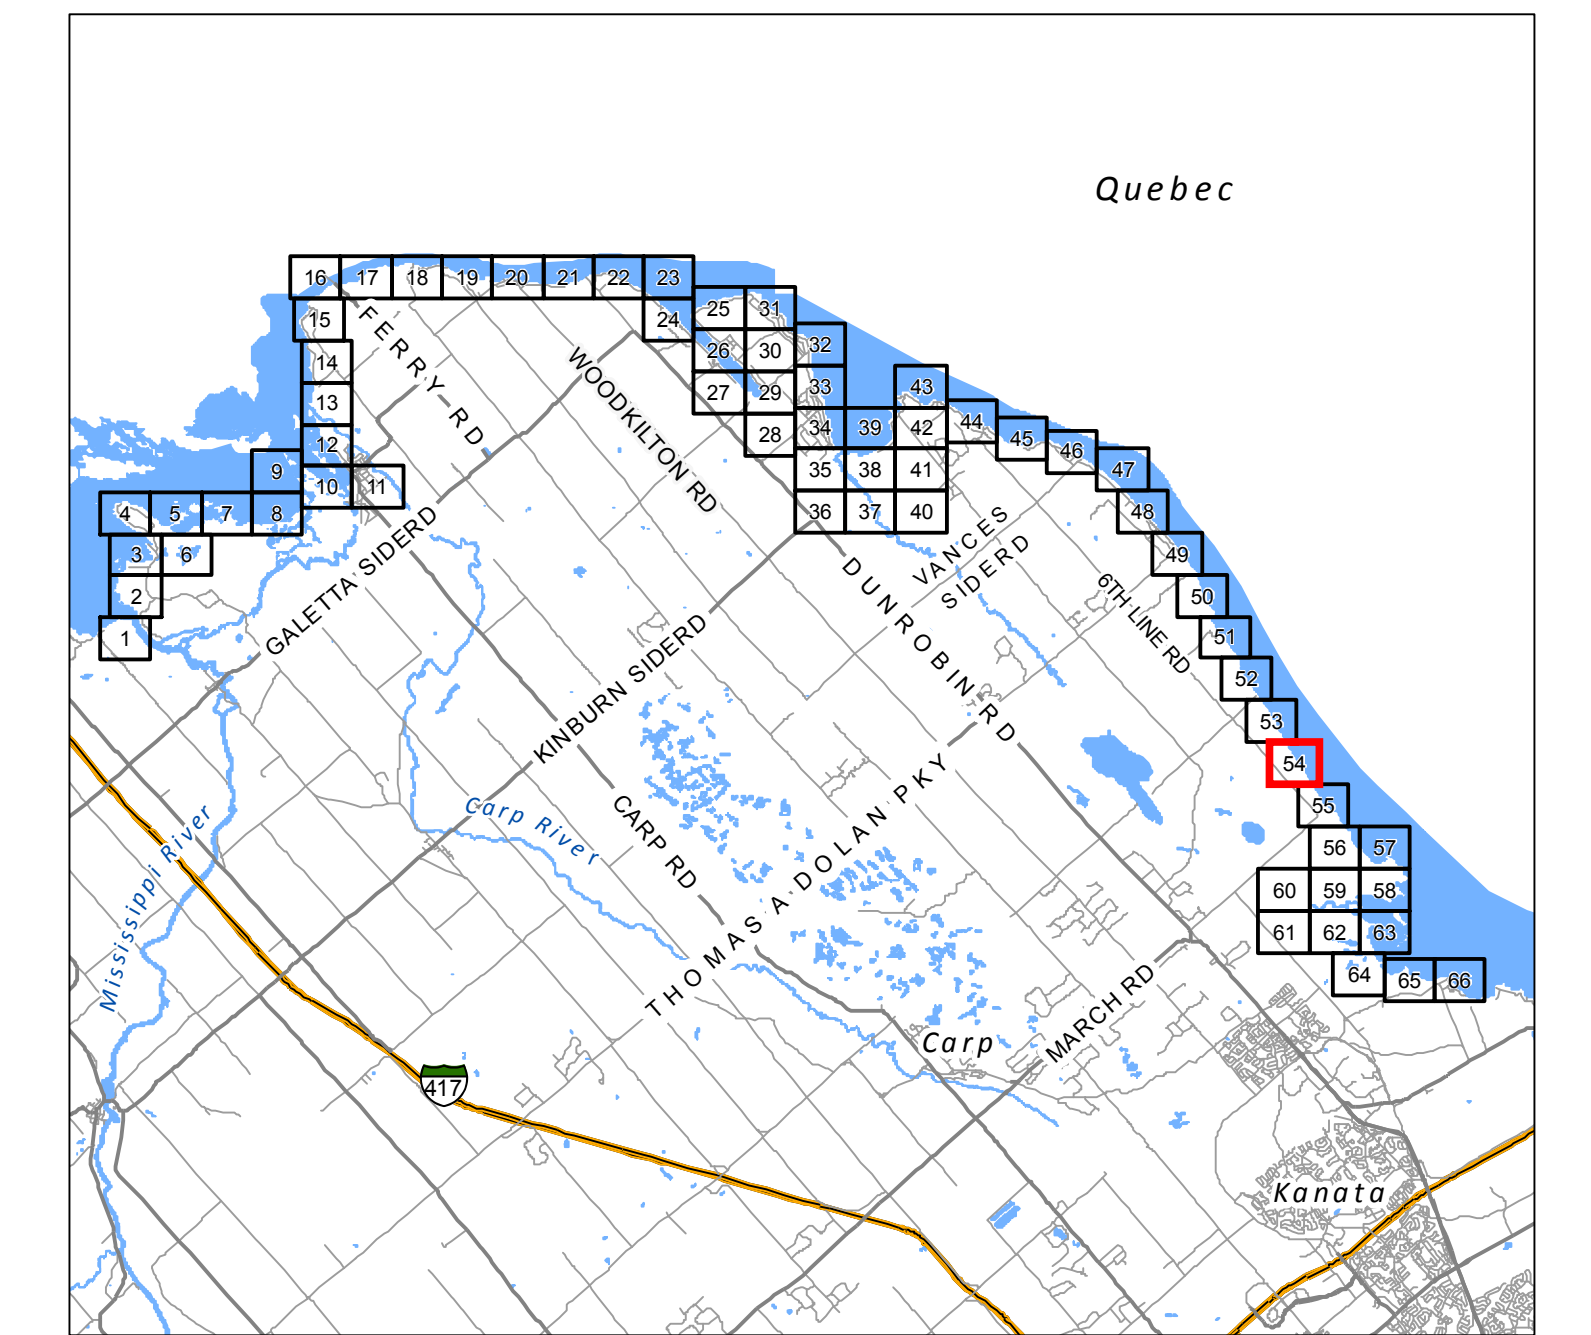 Quebec
16 17 18 19 20 21 22 23
15 24 25 31
14 26 30 32
13 27 29 33 43
12 28 34 39 42 44 45 46
9 10 11 35 38 41 47
4 5 7 8 36 37 40 48
3 6 49
2 50
1 51
52
53
54
55
56 57
60 59 58
61 62 63
64 65 66
FERRY RD
WOODKILTON RD
GALETTA SIDERD
VANCES
SIDERD
DUNROBIN RD
6TH LINE RD
KINBURN SIDERD
CARP RD
Carp River
Mississippi River
THOMAS A DOLAN PKY
MARCH RD
Carp
417
Kanata